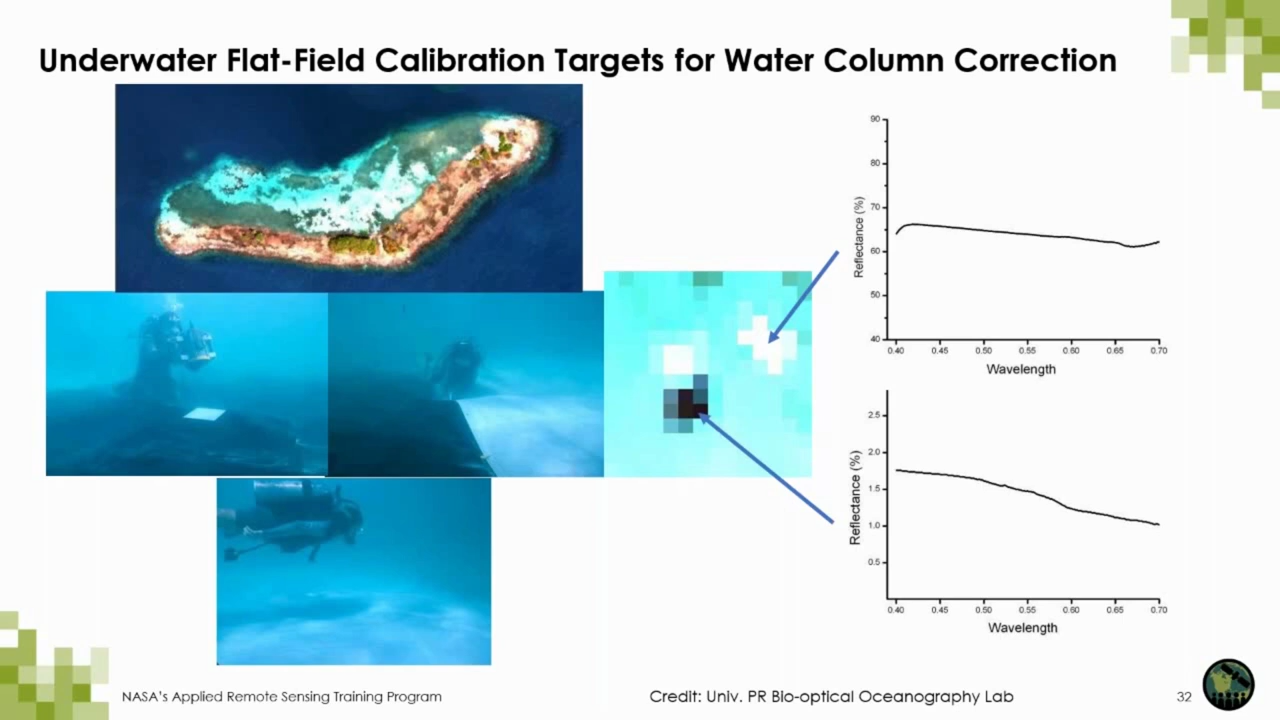 Underwater Flat-Field Calibration Targets for Water Column Correction
90
80
70
60
50
40
Reflectance (%)
0.40 0.45 0.50 0.55 0.60 0.65 0.70
Wavelength
2.5
2.0
1.5
1.0
0.5
Reflectance (%)
0.40 0.45 0.50 0.55 0.60 0.65 0.70
Wavelength
NASA's Applied Remote Sensing Training Program
Credit: Univ. PR Bio-optical Oceanography Lab
32